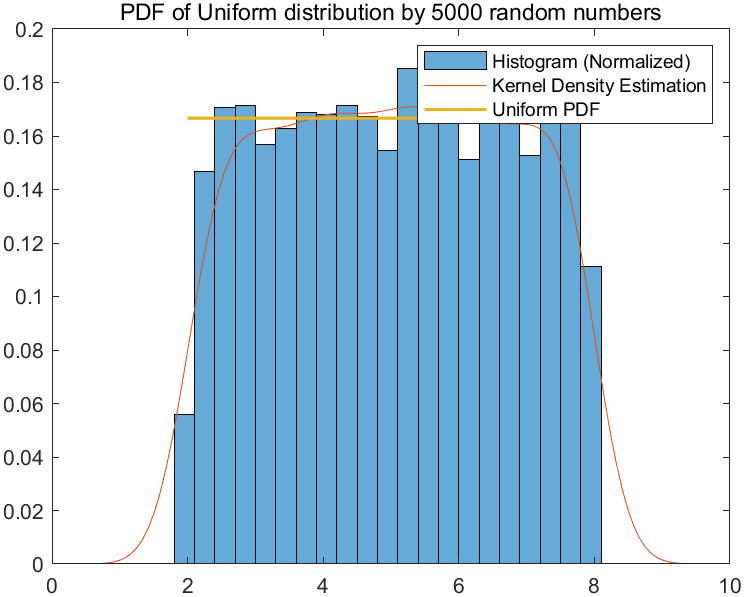 PDF of Uniform distribution by 5000 random numbers
Histogram (Normalized)
Kernel Density Estimation
Uniform PDF
0.2
0.18
0.16
0.14
0.12
0.1
0.08
0.06
0.04
0.02
0
0 2 4 6 8 10